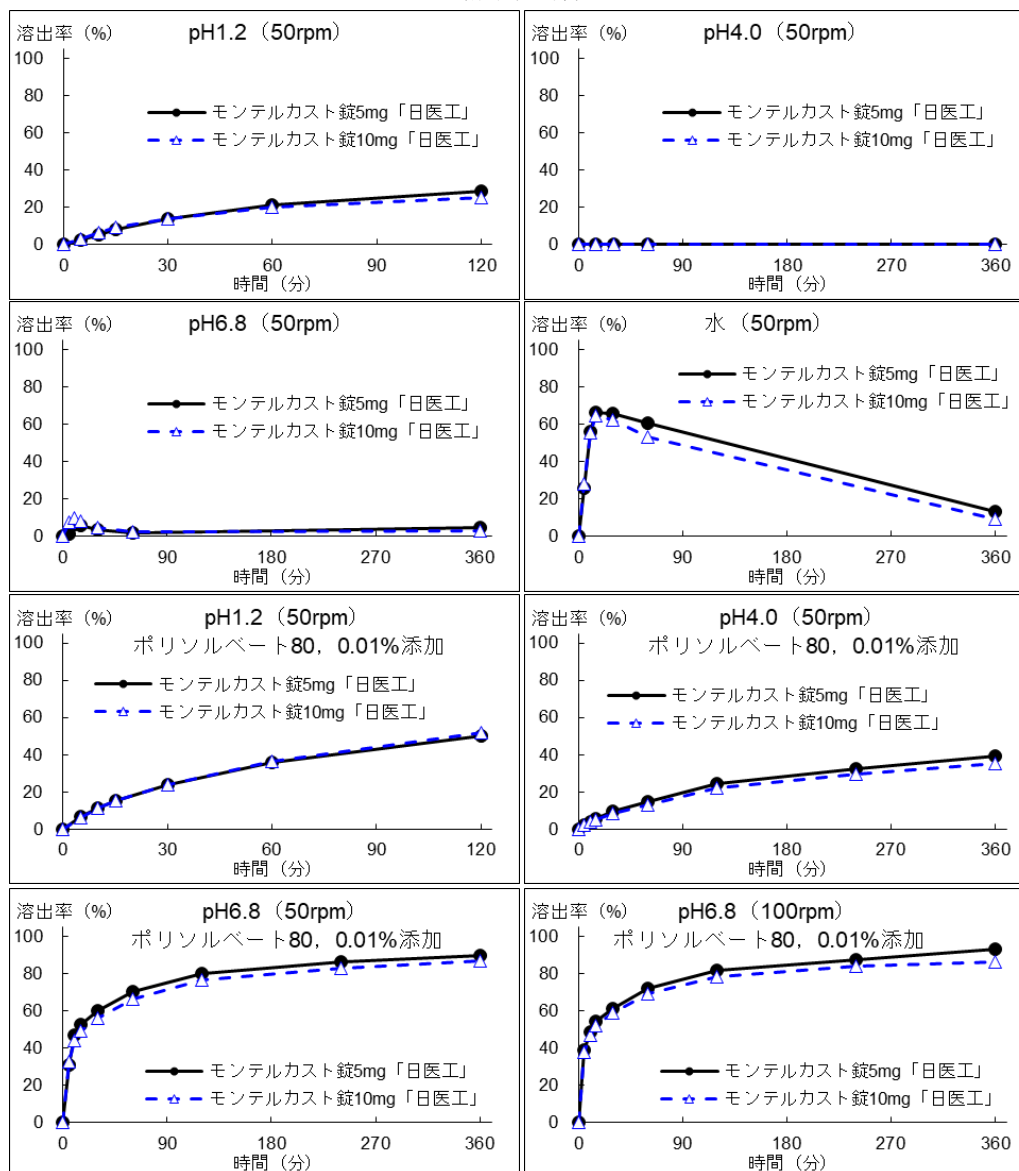 溶出率（%）
pH1.2（50rpm）
100
80
60
40
20
0
モンテルカスト錠5mg「日医工」
モンテルカスト錠10mg「日医工」
0 30 60 90 120
時間（分）
溶出率（%）
pH4.0（50rpm）
100
80
60
40
20
0
モンテルカスト錠5mg「日医工」
モンテルカスト錠10mg「日医工」
0 90 180 270 360
時間（分）
溶出率（%）
pH6.8（50rpm）
100
80
60
40
20
0
モンテルカスト錠5mg「日医工」
モンテルカスト錠10mg「日医工」
0 90 180 270 360
時間（分）
溶出率（%）
水（50rpm）
100
80
60
40
20
0
モンテルカスト錠5mg「日医工」
モンテルカスト錠10mg「日医工」
0 90 180 270 360
時間（分）
溶出率（%）
pH1.2（50rpm）
ポリソルベート80，0.01%添加
100
80
60
40
20
0
モンテルカスト錠5mg「日医工」
モンテルカスト錠10mg「日医工」
0 30 60 90 120
時間（分）
溶出率（%）
pH4.0（50rpm）
ポリソルベート80，0.01%添加
100
80
60
40
20
0
モンテルカスト錠5mg「日医工」
モンテルカスト錠10mg「日医工」
0 90 180 270 360
時間（分）
溶出率（%）
pH6.8（50rpm）
ポリソルベート80，0.01%添加
100
80
60
40
20
0
モンテルカスト錠5mg「日医工」
モンテルカスト錠10mg「日医工」
0 90 180 270 360
時間（分）
溶出率（%）
pH6.8（100rpm）
ポリソルベート80，0.01%添加
100
80
60
40
20
0
モンテルカスト錠5mg「日医工」
モンテルカスト錠10mg「日医工」
0 90 180 270 360
時間（分）